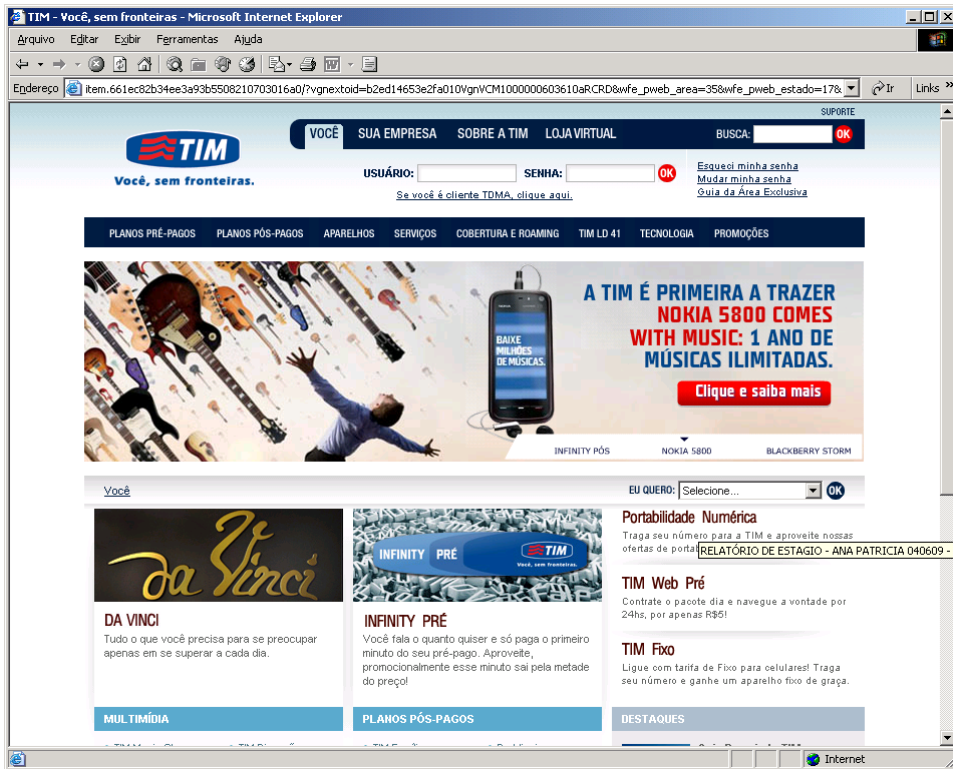 TIM - Você, sem fronteiras - Microsoft Internet Explorer
Arquivo Editar Exibir Ferramentas Ajuda
Endereço item.661ec82b34ee3a93b5508210703016a0/?vgnextoid=b2ed14653e2fa010VgnVCM1000000603610aRCRD&wfe_pweb_area=35&wfe_pweb_estado=17& Ir Links »
SUPORTE
VOCÊ SUA EMPRESA SOBRE A TIM LOJA VIRTUAL BUSCA: OK
TIM
Você, sem fronteiras.
USUÁRIO: SENHA: OK
Se você é cliente TDMA, clique aqui.
Esqueci minha senha
Mudar minha senha
Guia da Área Exclusiva
PLANOS PRÉ-PAGOS PLANOS PÓS-PAGOS APARELHOS SERVIÇOS COBERTURA E ROAMING TIM LD 41 TECNOLOGIA PROMOÇÕES
BAIXE
MILHÕES
DE MÚSICAS.
A TIM É PRIMEIRA A TRAZER
NOKIA 5800 COMES
WITH MUSIC: 1 ANO DE
MÚSICAS ILIMITADAS.
Clique e saiba mais
INFINITY PÓS NOKIA 5800 BLACKBERRY STORM
Você EU QUERO: Selecione... OK
da Vinci
DA VINCI
Tudo o que você precisa para se preocupar
apenas em se superar a cada dia.
INFINITY PRÉ TIM
Você, sem fronteiras.
INFINITY PRÉ
Você fala o quanto quiser e só paga o primeiro
minuto do seu pré-pago. Aproveite,
promocionalmente esse minuto sai pela metade
do preço!
Portabilidade Numérica
Traga seu número para a TIM e aproveite nossas
ofertas de portab
RELATÓRIO DE ESTAGIO - ANA PATRICIA 040609 -
TIM Web Pré
Contrate o pacote dia e navegue a vontade por
24hs, por apenas R$5!
TIM Fixo
Ligue com tarifa de Fixo para celulares! Traga
seu número e ganhe um aparelho fixo de graça.
MULTIMÍDIA PLANOS PÓS-PAGOS DESTAQUES
Internet